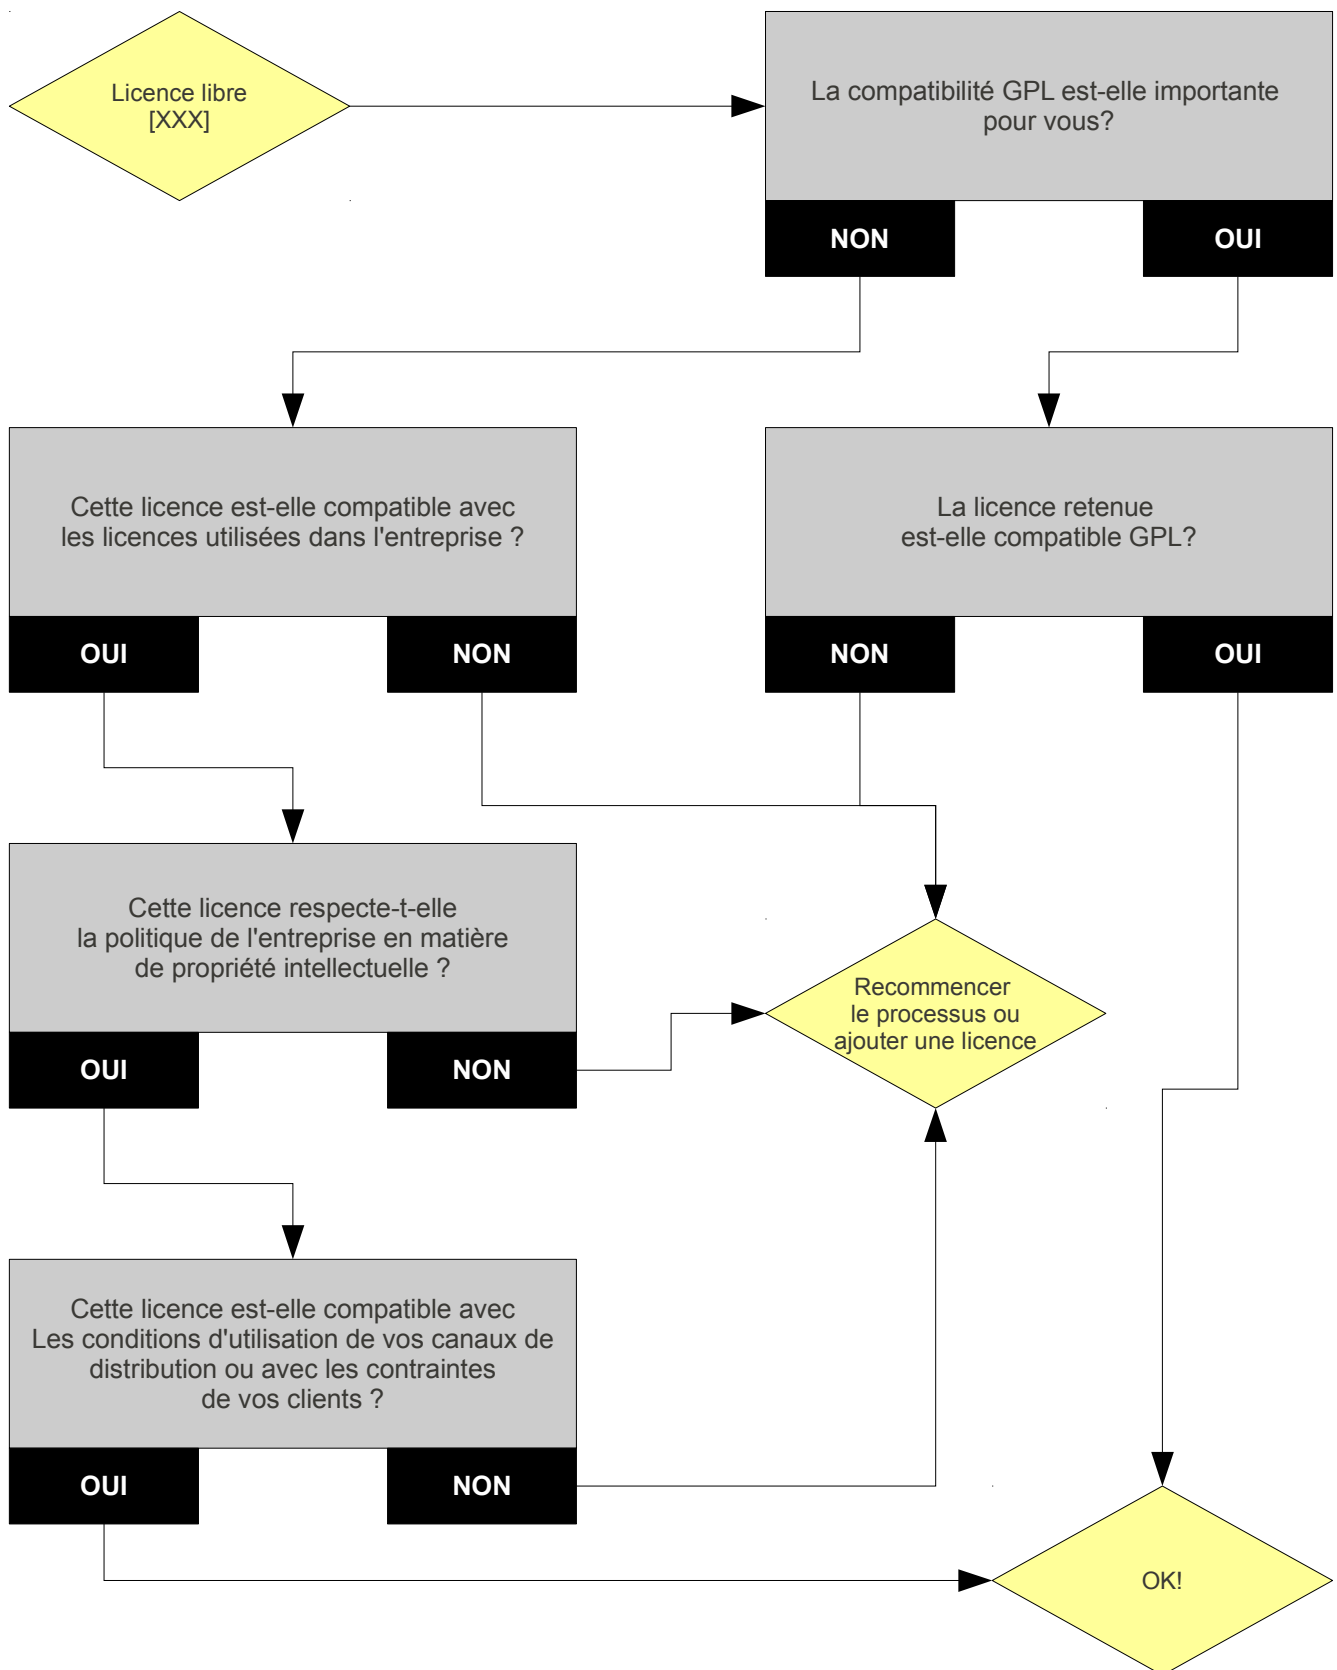 Licence libre
[XXX]
La compatibilité GPL est-elle importante
pour vous?
NON
OUI
Cette licence est-elle compatible avec
les licences utilisées dans l'entreprise ?
OUI
NON
La licence retenue
est-elle compatible GPL?
NON
OUI
Cette licence respecte-t-elle
la politique de l'entreprise en matière
de propriété intellectuelle ?
OUI
NON
Recommencer
le processus ou
ajouter une licence
Cette licence est-elle compatible avec
Les conditions d'utilisation de vos canaux de
distribution ou avec les contraintes
de vos clients ?
OUI
NON
OK!